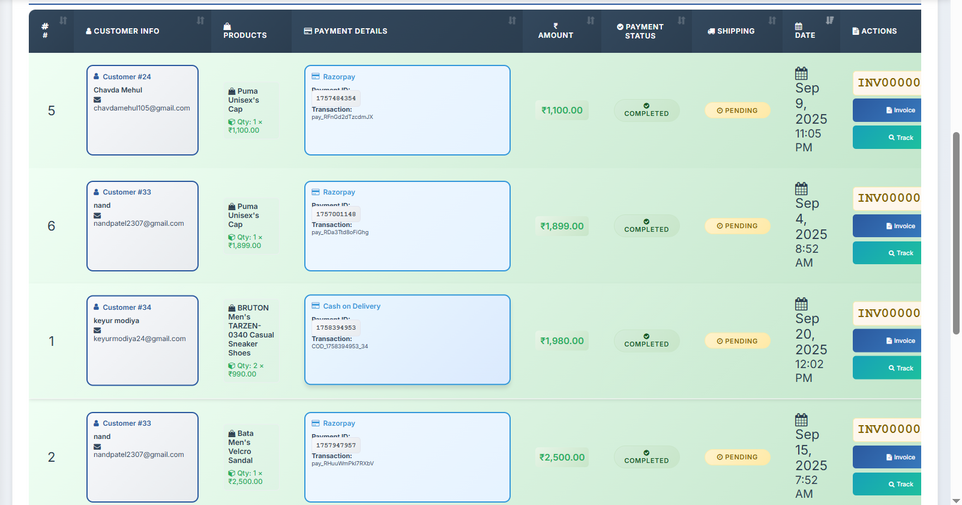 #
#
CUSTOMER INFO
PRODUCTS
PAYMENT DETAILS
₹
AMOUNT
PAYMENT
STATUS
SHIPPING
DATE
ACTIONS
5
Customer #24
Chavda Mehul
chavdamehul105@gmail.com
Puma
Unisex's
Cap
Qty: 1 ×
₹1,100.00
Razorpay
Payment ID:
1757484354
Transaction:
pay_RFnGd2dTzcdmJX
₹1,100.00
COMPLETED
PENDING
Sep
9,
2025
11:05
PM
INV00000
Invoice
Track
6
Customer #33
nand
nandpatel2307@gmail.com
Puma
Unisex's
Cap
Qty: 1 ×
₹1,899.00
Razorpay
Payment ID:
1757001148
Transaction:
₹1,899.00
COMPLETED
PENDING
Sep
4,
2025
8:52
AM
INV00000
Invoice
Track
1
Customer #34
keyur modiya
keyurmodiya24@gmail.com
BRUTON
Men's
TARZEN-
0340 Casual
Sneaker
Shoes
Qty: 2 ×
₹990.00
Cash on Delivery
Payment ID:
1758394953
Transaction:
COD_1758394953_34
₹1,980.00
COMPLETED
PENDING
Sep
20,
2025
12:02
PM
INV00000
Invoice
Track
2
Customer #33
nand
nandpatel2307@gmail.com
Bata
Men's
Velcro
Sandal
Qty: 1 ×
₹2,500.00
Razorpay
Payment ID:
1757947957
Transaction:
₹2,500.00
COMPLETED
PENDING
Sep
15,
2025
7:52
AM
INV00000
Invoice
Track